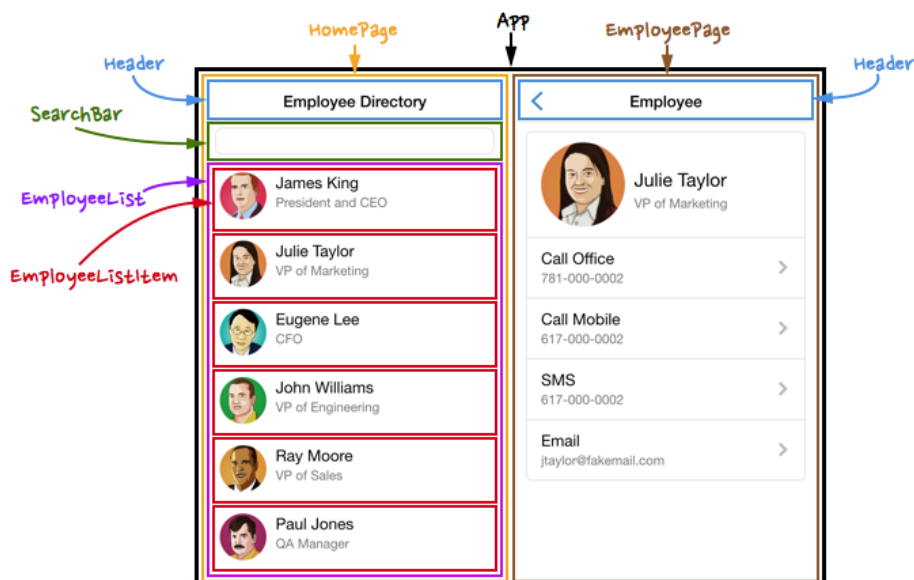 App
HomePage
EmployeePage
Header
Header
SearchBar
EmployeeList
EmployeeListItem
Employee Directory
James King
President and CEO
Julie Taylor
VP of Marketing
Eugene Lee
CFO
John Williams
VP of Engineering
Ray Moore
VP of Sales
Paul Jones
QA Manager
Employee
Julie Taylor
VP of Marketing
Call Office
781-000-0002
Call Mobile
617-000-0002
SMS
617-000-0002
Email
jtaylor@fakemail.com